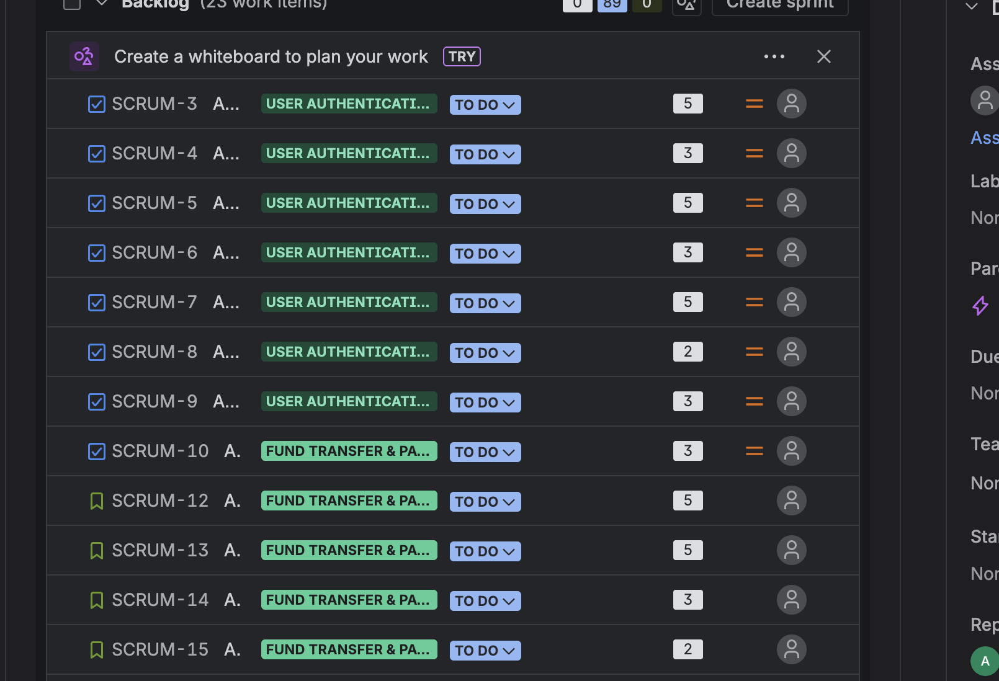 Backlog (23 work items) 0 89 0 Create sprint
Create a whiteboard to plan your work TRY
SCRUM-3 A... USER AUTHENTICATI... TO DO 5
SCRUM-4 A... USER AUTHENTICATI... TO DO 3
SCRUM-5 A... USER AUTHENTICATI... TO DO 5
SCRUM-6 A... USER AUTHENTICATI... TO DO 3
SCRUM-7 A... USER AUTHENTICATI... TO DO 5
SCRUM-8 A... USER AUTHENTICATI... TO DO 2
SCRUM-9 A... USER AUTHENTICATI... TO DO 3
SCRUM-10 A. FUND TRANSFER & PA... TO DO 3
SCRUM-12 A. FUND TRANSFER & PA... TO DO 5
SCRUM-13 A. FUND TRANSFER & PA... TO DO 5
SCRUM-14 A. FUND TRANSFER & PA... TO DO 3
SCRUM-15 A. FUND TRANSFER & PA... TO DO 2
Ass
Ass
Lab
Nor
Par
Due
Nor
Tea
Nor
Star
Nor
Rep
A